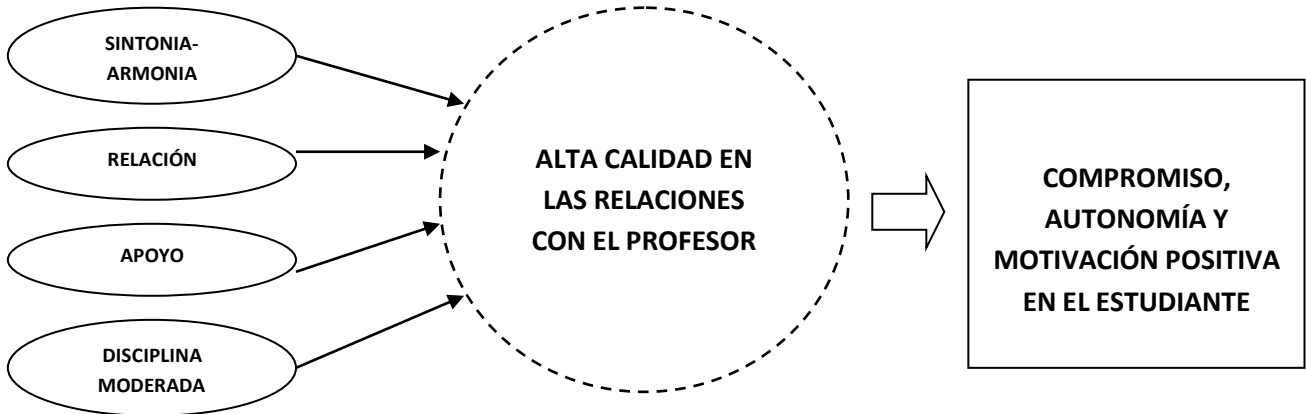 SINTONIA-
ARMONIA
RELACIÓN
APOYO
DISCIPLINA
MODERADA
ALTA CALIDAD EN
LAS RELACIONES
CON EL PROFESOR
COMPROMISO,
AUTONOMÍA Y
MOTIVACIÓN POSITIVA
EN EL ESTUDIANTE